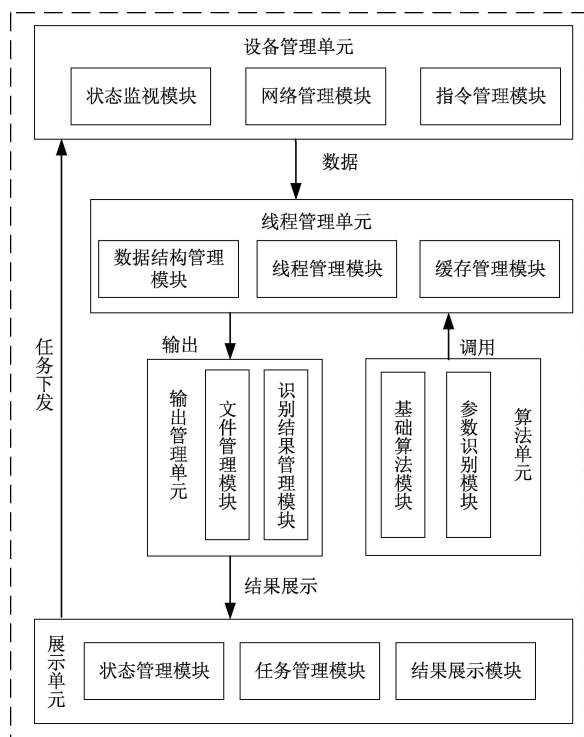 设备管理单元
状态监视模块
网络管理模块
指令管理模块
数据
线程管理单元
数据结构管理
模块
线程管理模块
缓存管理模块
任务下发
输出
调用
输出管理单元
文件管理模块
识别结果管理模块
基础算法模块
参数识别模块
算法单元
结果展示
展示单元
状态管理模块
任务管理模块
结果展示模块